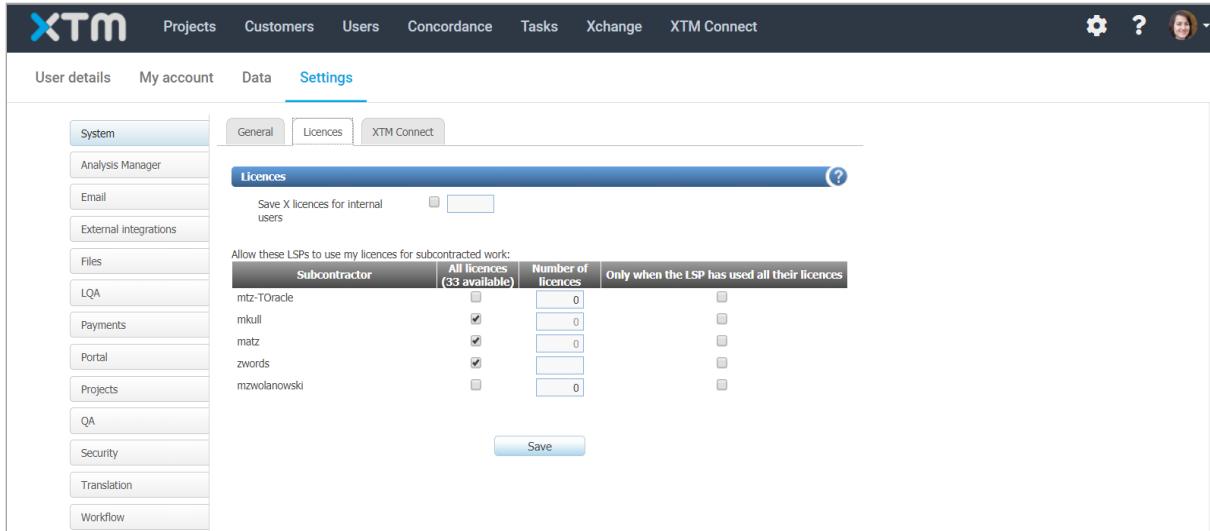 XTM Projects Customers Users Concordance Tasks Xchange XTM Connect ?
User details My account Data Settings
System
Analysis Manager
Email
External integrations
Files
LQA
Payments
Portal
Projects
QA
Security
Translation
Workflow
General Licences XTM Connect
Licences ?
Save X licences for internal
users
Allow these LSPs to use my licences for subcontracted work:
Subcontractor All licences (33 available) Number of licences Only when the LSP has used all their licences
mtz-TOracle 0
mkull 0
matz 0
zwords
mzwolanowski 0
Save